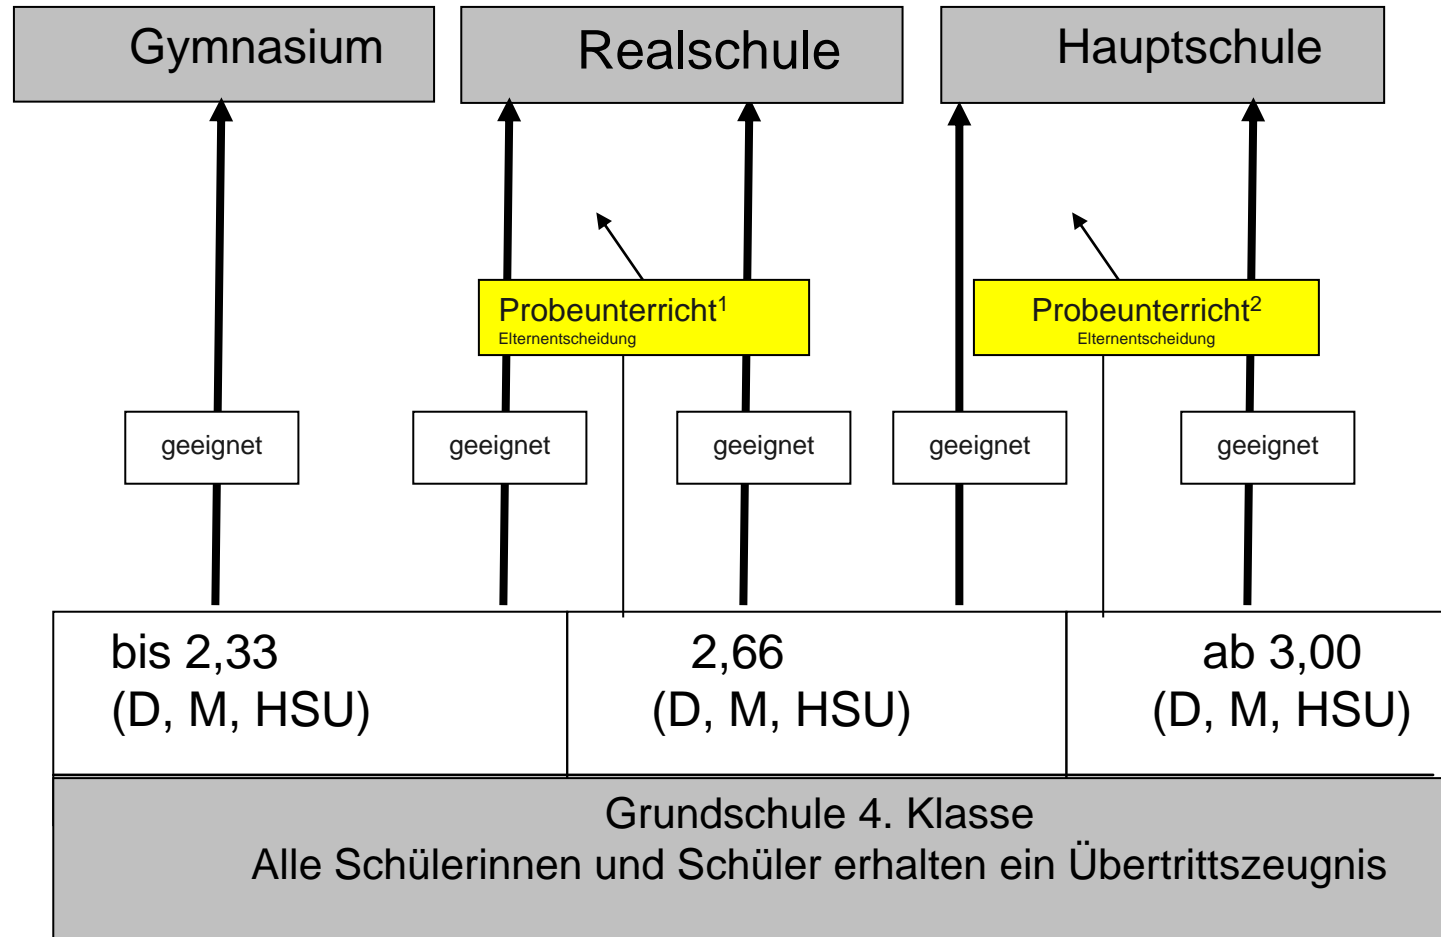 Gymnasium
Realschule
Hauptschule
Probeunterricht¹
Elternentscheidung
Probeunterricht²
Elternentscheidung
geeignet
geeignet
geeignet
geeignet
geeignet
bis 2,33
(D, M, HSU)
2,66
(D, M, HSU)
ab 3,00
(D, M, HSU)
Grundschule 4. Klasse
Alle Schülerinnen und Schüler erhalten ein Übertrittszeugnis